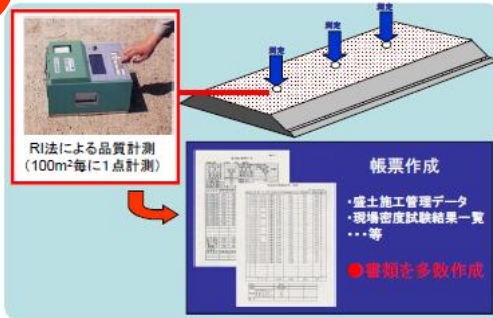 測定
測定
測定
RI法による品質計測
（100m²毎に1点計測）
帳票作成
・盛土施工管理データ
・現場密度試験結果一覧
・・・等
●書類を多数作成